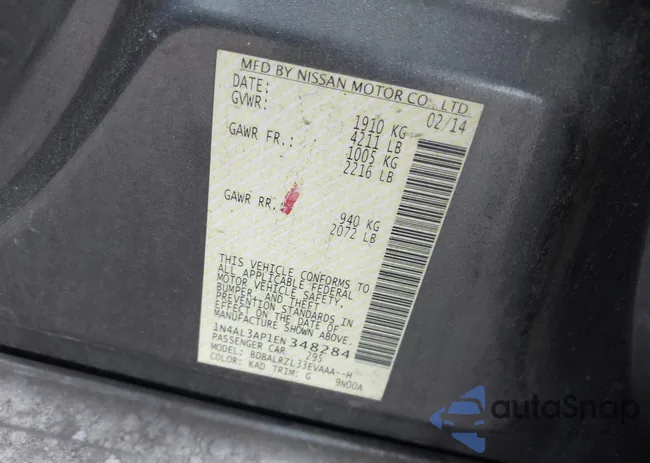 MFD BY NISSAN MOTOR CO., LTD.
DATE: 02/14
GVWR: 1910 KG
4211 LB
GAWR FR.: 1005 KG
2216 LB
GAWR RR.: 940 KG
2072 LB
THIS VEHICLE CONFORMS TO
ALL APPLICABLE FEDERAL
MOTOR VEHICLE SAFETY,
BUMPER, AND THEFT
PREVENTION STANDARDS IN
EFFECT ON THE DATE OF
MANUFACTURE SHOWN ABOVE.
1N4AL3AP1EN348284
PASSENGER CAR 295
MODEL: BDBALRZL33EVAAA--H
COLOR: KAD TRIM: G 9N00A
autoSnap